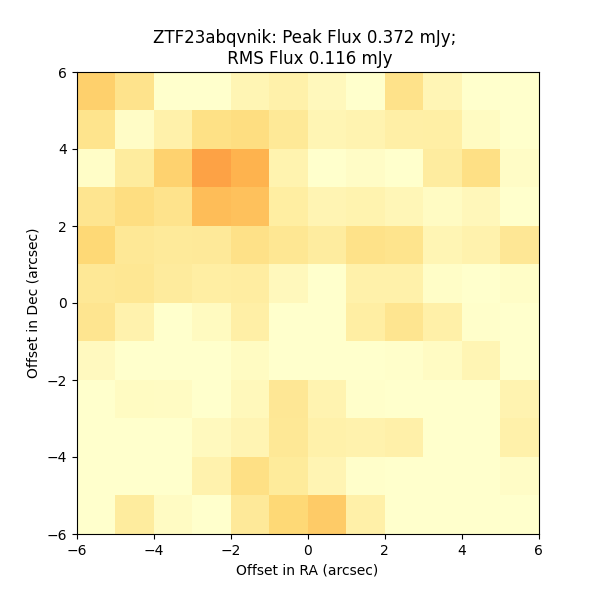 ZTF23abqvnik: Peak Flux 0.372 mJy;
RMS Flux 0.116 mJy
6
4
2
0
−2
−4
−6
Offset in Dec (arcsec)
−6 −4 −2 0 2 4 6
Offset in RA (arcsec)